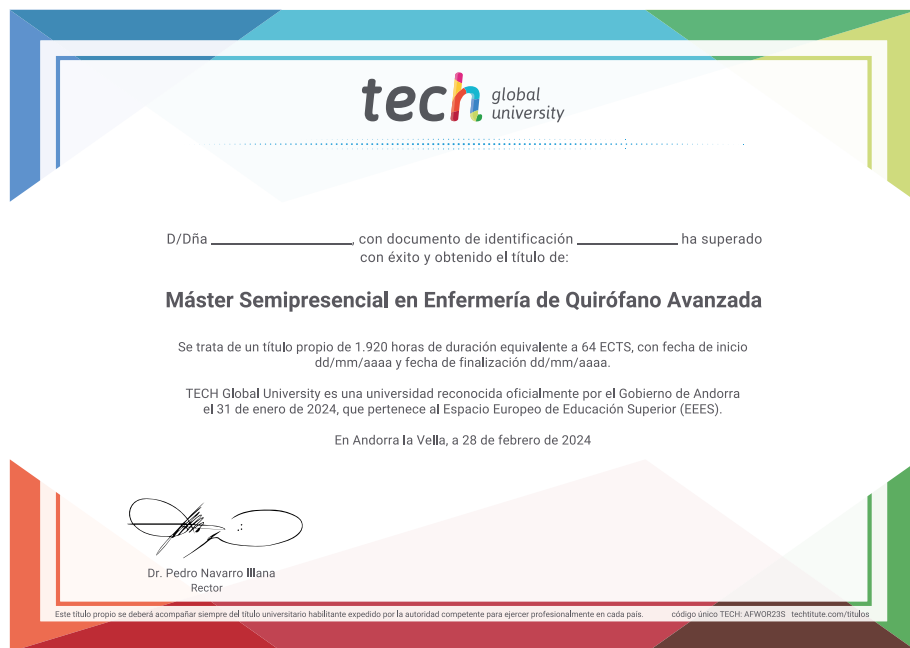 tech global
university
D/Dña ______________, con documento de identificación __________ ha superado
con éxito y obtenido el título de:
Máster Semipresencial en Enfermería de Quirófano Avanzada
Se trata de un título propio de 1.920 horas de duración equivalente a 64 ECTS, con fecha de inicio
dd/mm/aaaa y fecha de finalización dd/mm/aaaa.
TECH Global University es una universidad reconocida oficialmente por el Gobierno de Andorra
el 31 de enero de 2024, que pertenece al Espacio Europeo de Educación Superior (EEES).
En Andorra la Vella, a 28 de febrero de 2024
Dr. Pedro Navarro Illana
Rector
Este título propio se deberá acompañar siempre del título universitario habilitante expedido por la autoridad competente para ejercer profesionalmente en cada país. código único TECH: AFWOR23S techtitute.com/titulos